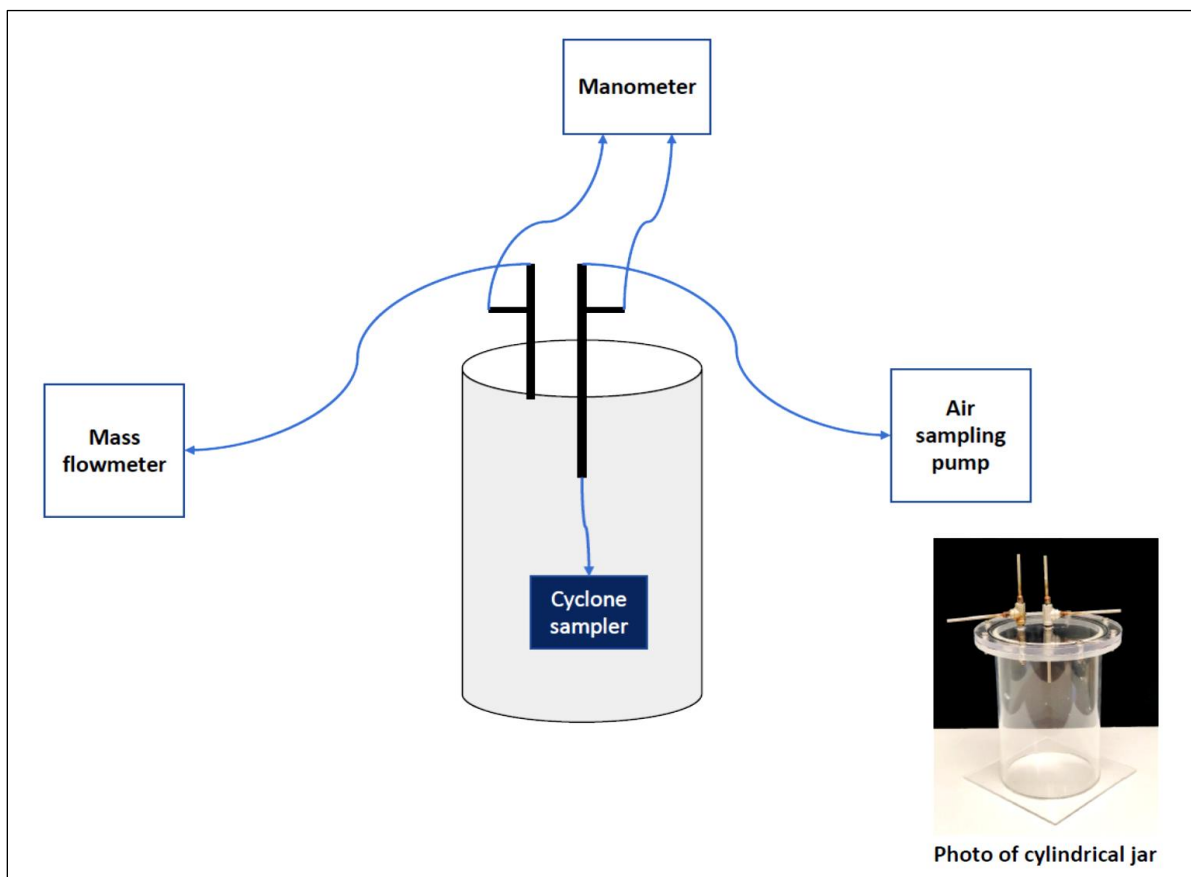 Manometer
Mass
flowmeter
Air
sampling
pump
Cyclone
sampler
Photo of cylindrical jar